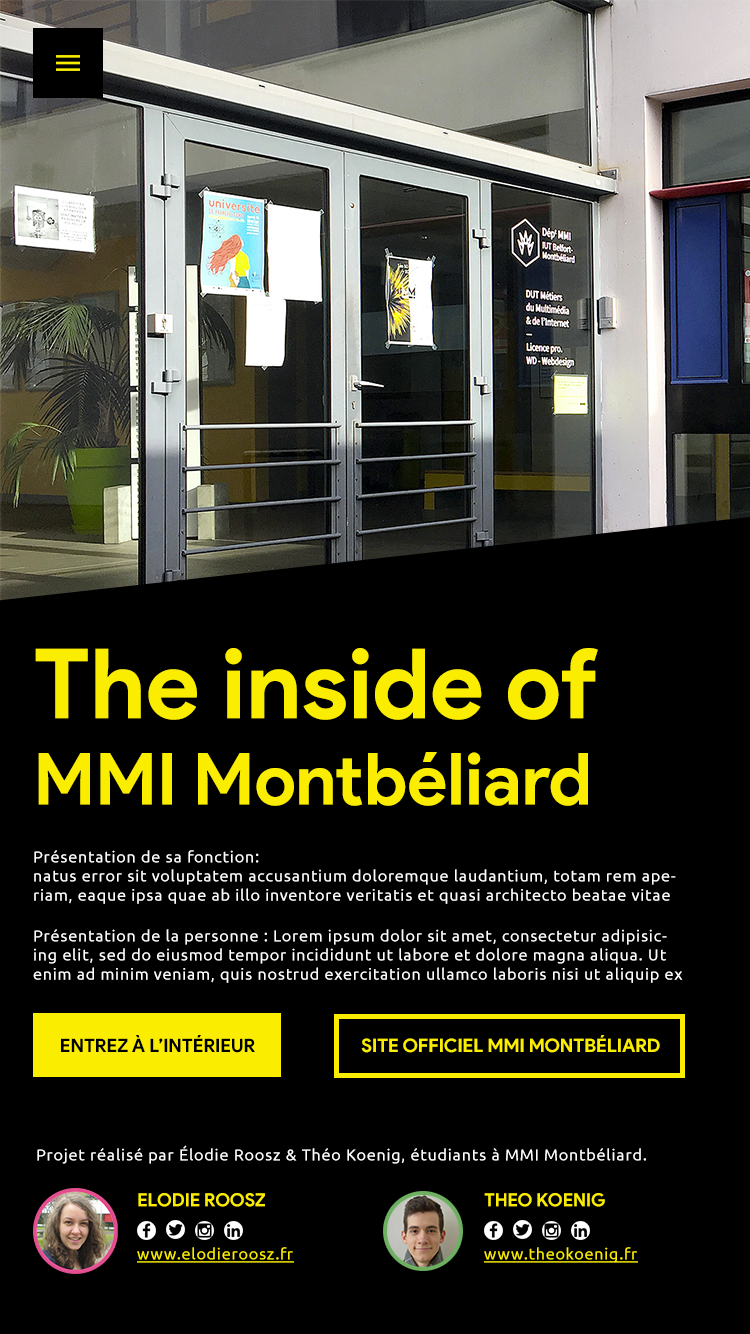 université
Dépt MMI
IUT Belfort-
Montbéliard
DUT Métiers
du Multimédia
& de l'Internet
Licence pro.
WD - Webdesign
The inside of
MMI Montbéliard
Présentation de sa fonction:
natus error sit voluptatem accusantium doloremque laudantium, totam rem ape-
riam, eaque ipsa quae ab illo inventore veritatis et quasi architecto beatae vitae
Présentation de la personne : Lorem ipsum dolor sit amet, consectetur adipisic-
ing elit, sed do eiusmod tempor incididunt ut labore et dolore magna aliqua. Ut
enim ad minim veniam, quis nostrud exercitation ullamco laboris nisi ut aliquip ex
ENTREZ À L’INTÉRIEUR
SITE OFFICIEL MMI MONTBÉLIARD
Projet réalisé par Élodie Roosz & Théo Koenig, étudiants à MMI Montbéliard.
ELODIE ROOSZ
www.elodieroosz.fr
THEO KOENIG
www.theokoenig.fr